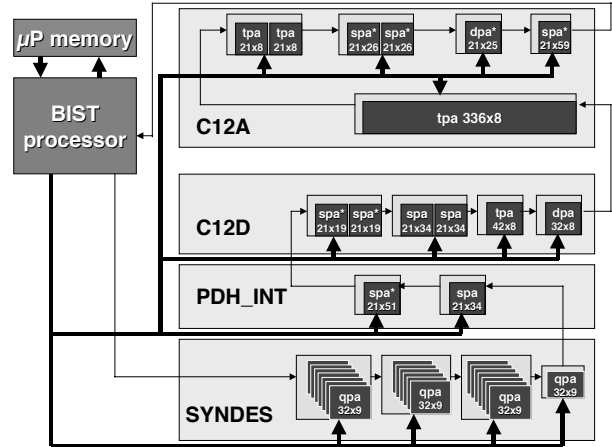 µP memory
BIST
processor
tpa tpa
21x8 21x8
spa* spa*
21x26 21x26
dpa*
21x25
spa*
21x59
tpa 336x8
C12A
spa* spa*
21x19 21x19
spa spa
21x34 21x34
tpa
42x8
dpa
32x8
C12D
PDH_INT
spa*
21x51
spa
21x34
qpa
32x9
qpa
32x9
qpa
32x9
qpa
32x9
SYNDES